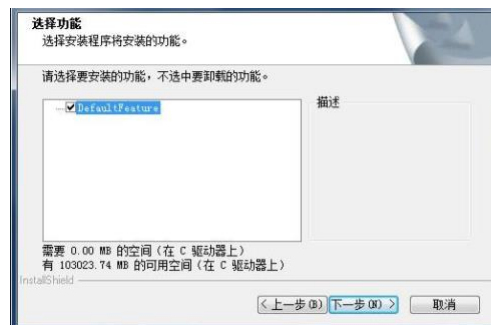 选择功能
选择安装程序将安装的功能。
请选择要安装的功能，不选中要卸载的功能。
DefaultFeature
描述
需要 0.00 MB 的空间(在 C 驱动器上)
有 103023.74 MB 的可用空间(在 C 驱动器上)
InstallShield
<上一步(B) 下一步(N) > 取消